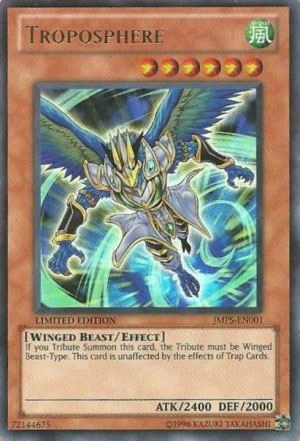 TROPOSPHERE
風
LIMITED EDITION
JMPS-EN001
[WINGED BEAST/EFFECT]
If you Tribute Summon this card, the Tribute must be Winged
Beast-Type. This card is unaffected by the effects of Trap Cards.
ATK/2400 DEF/2000
72144675
©1996 KAZUKI TAKAHASHI